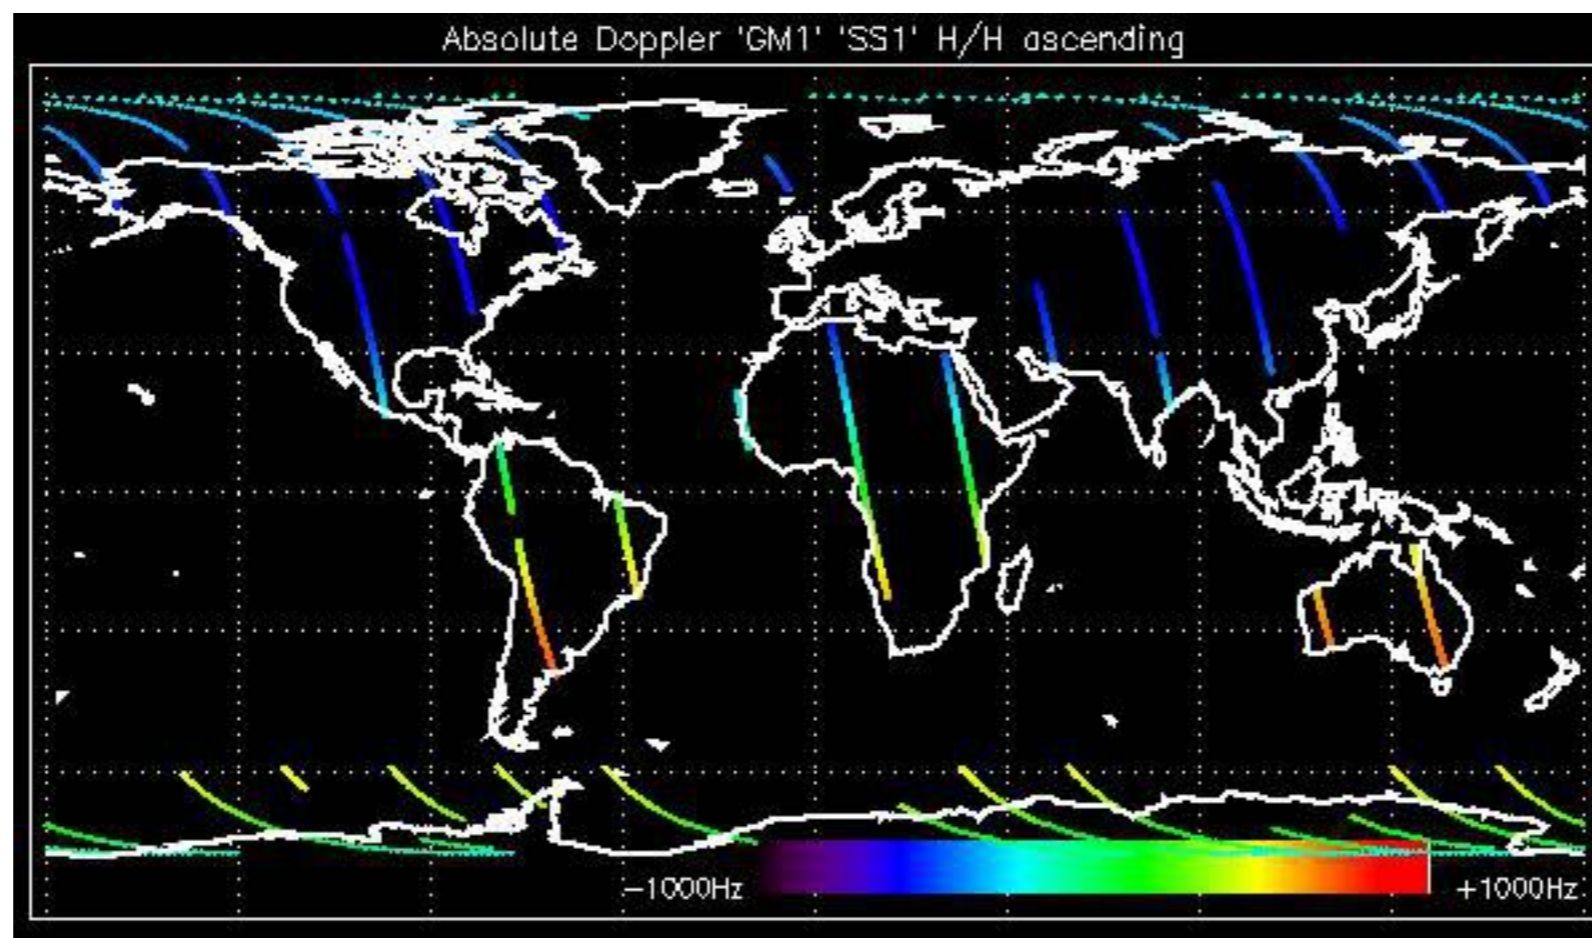 Absolute Doppler 'GM1' 'SS1' H/H ascending
−1000Hz
+1000Hz